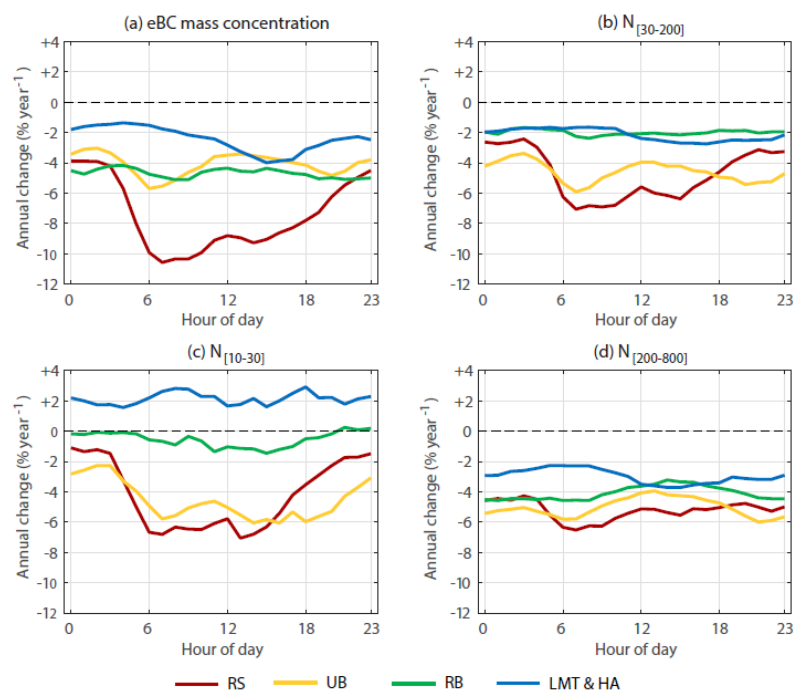 (a) eBC mass concentration
+4
+2
0
-2
-4
-6
-8
-10
-12
Annual change (% year⁻¹)
0 6 12 18 23
Hour of day
(b) N[30-200]
+4
+2
0
-2
-4
-6
-8
-10
-12
Annual change (% year⁻¹)
0 6 12 18 23
Hour of day
(c) N[10-30]
+4
+2
0
-2
-4
-6
-8
-10
-12
Annual change (% year⁻¹)
0 6 12 18 23
Hour of day
(d) N[200-800]
+4
+2
0
-2
-4
-6
-8
-10
-12
Annual change (% year⁻¹)
0 6 12 18 23
Hour of day
RS UB RB LMT & HA